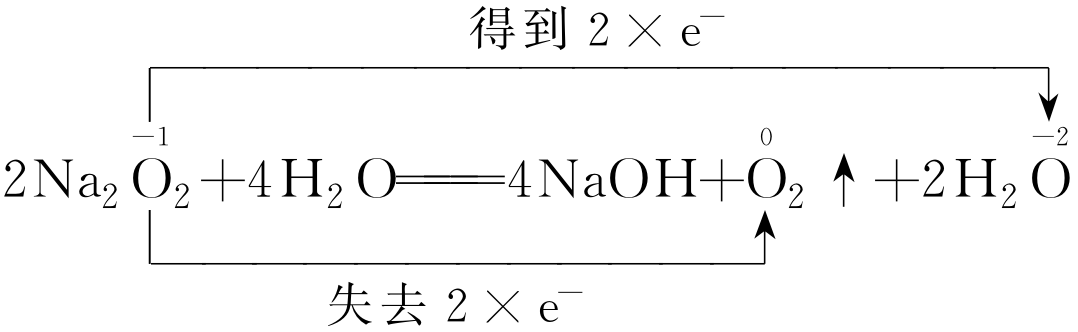 得到 2 × e⁻
−1 0 −2
2Na₂O₂+4H₂O══4NaOH+O₂↑+2H₂O
失去 2 × e⁻